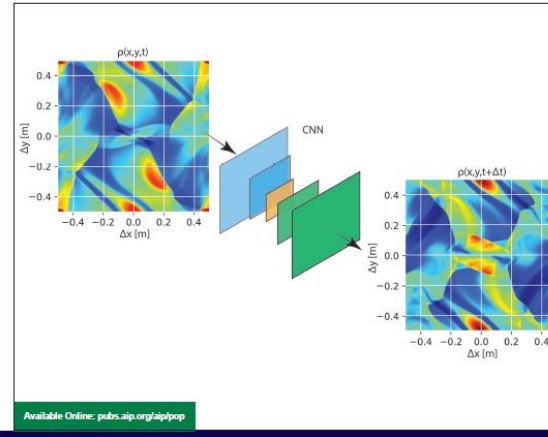 ρ(x,y,t)
Δy [m]
0.4
0.2
0.0
−0.2
−0.4
−0.4 −0.2 0.0 0.2 0.4
Δx [m]
CNN
ρ(x,y,t+Δt)
Δy [m]
0.4
0.2
0.0
−0.2
−0.4
−0.4 −0.2 0.0 0.2 0.4
Δx [m]
Available Online: pubs.aip.org/aip/pop